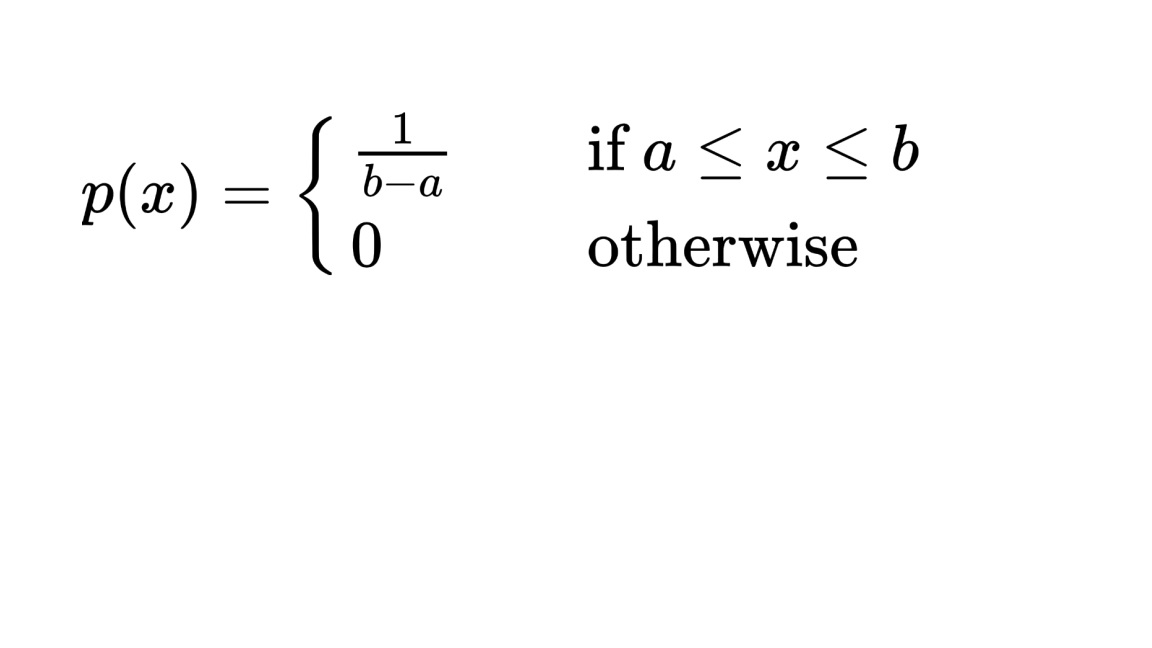 p(x) = { 1/(b−a) if a ≤ x ≤ b
0 otherwise